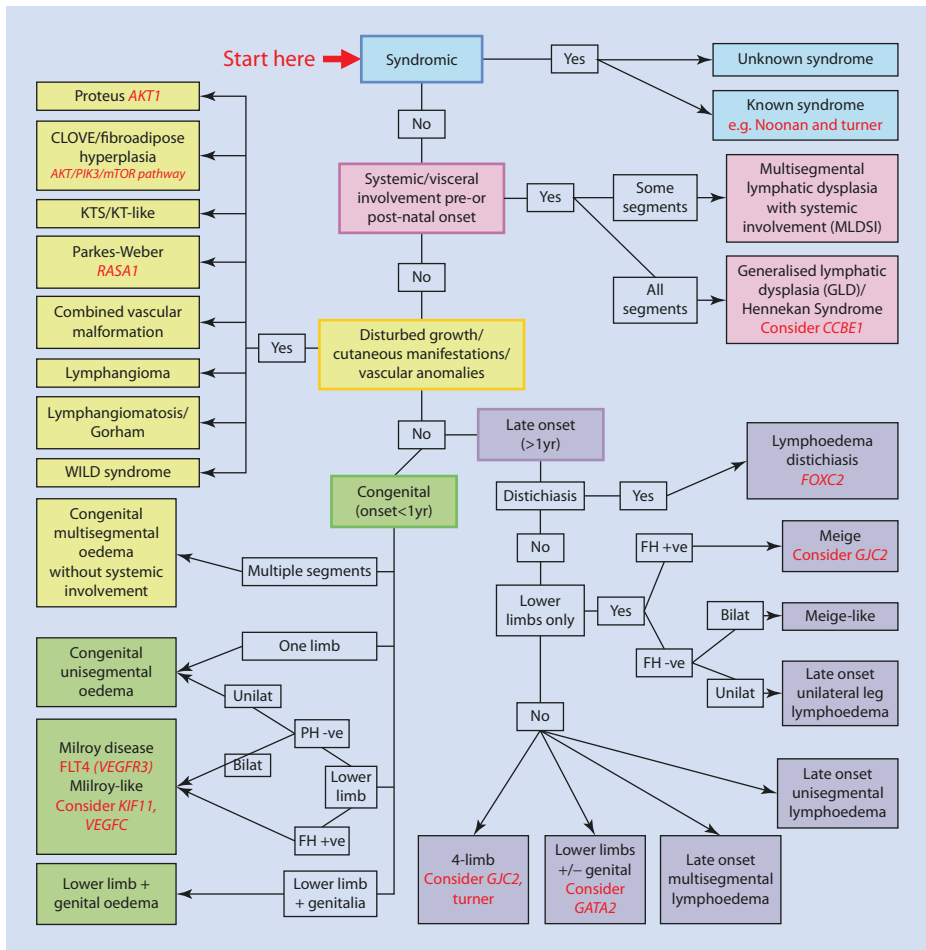 Start here
Syndromic
Yes
Unknown syndrome
Known syndrome
e.g. Noonan and turner
No
Proteus AKT1
CLOVE/fibroadipose
hyperplasia
AKT/PIK3/mTOR pathway
KTS/KT-like
Parkes-Weber
RASA1
Combined vascular
malformation
Lymphangioma
Lymphangiomatosis/
Gorham
WILD syndrome
Systemic/visceral
involvement pre-or
post-natal onset
Yes
Some
segments
Multisegmental
lymphatic dysplasia
with systemic
involvement (MLDSI)
All
segments
Generalised lymphatic
dysplasia (GLD)/
Hennekan Syndrome
Consider CCBE1
No
Yes
Disturbed growth/
cutaneous manifestations/
vascular anomalies
No
Late onset
(>1yr)
Congenital
(onset<1yr)
Distichiasis
Yes
Lymphoedema
distichiasis
FOXC2
No
Lower
limbs only
Yes
FH +ve
Meige
Consider GJC2
FH -ve
Bilat
Meige-like
Unilat
Late onset
unilateral leg
lymphoedema
No
Late onset
unisegmental
lymphoedema
4-limb
Consider GJC2,
turner
Lower limbs
+/– genital
Consider
GATA2
Late onset
multisegmental
lymphoedema
Congenital
multisegmental
oedema
without systemic
involvement
Multiple segments
Congenital
unisegmental
oedema
One limb
Unilat
PH -ve
Bilat
Lower
limb
FH +ve
Milroy disease
FLT4 (VEGFR3)
Mlilroy-like
Consider KIF11,
VEGFC
Lower limb +
genital oedema
Lower limb
+ genitalia